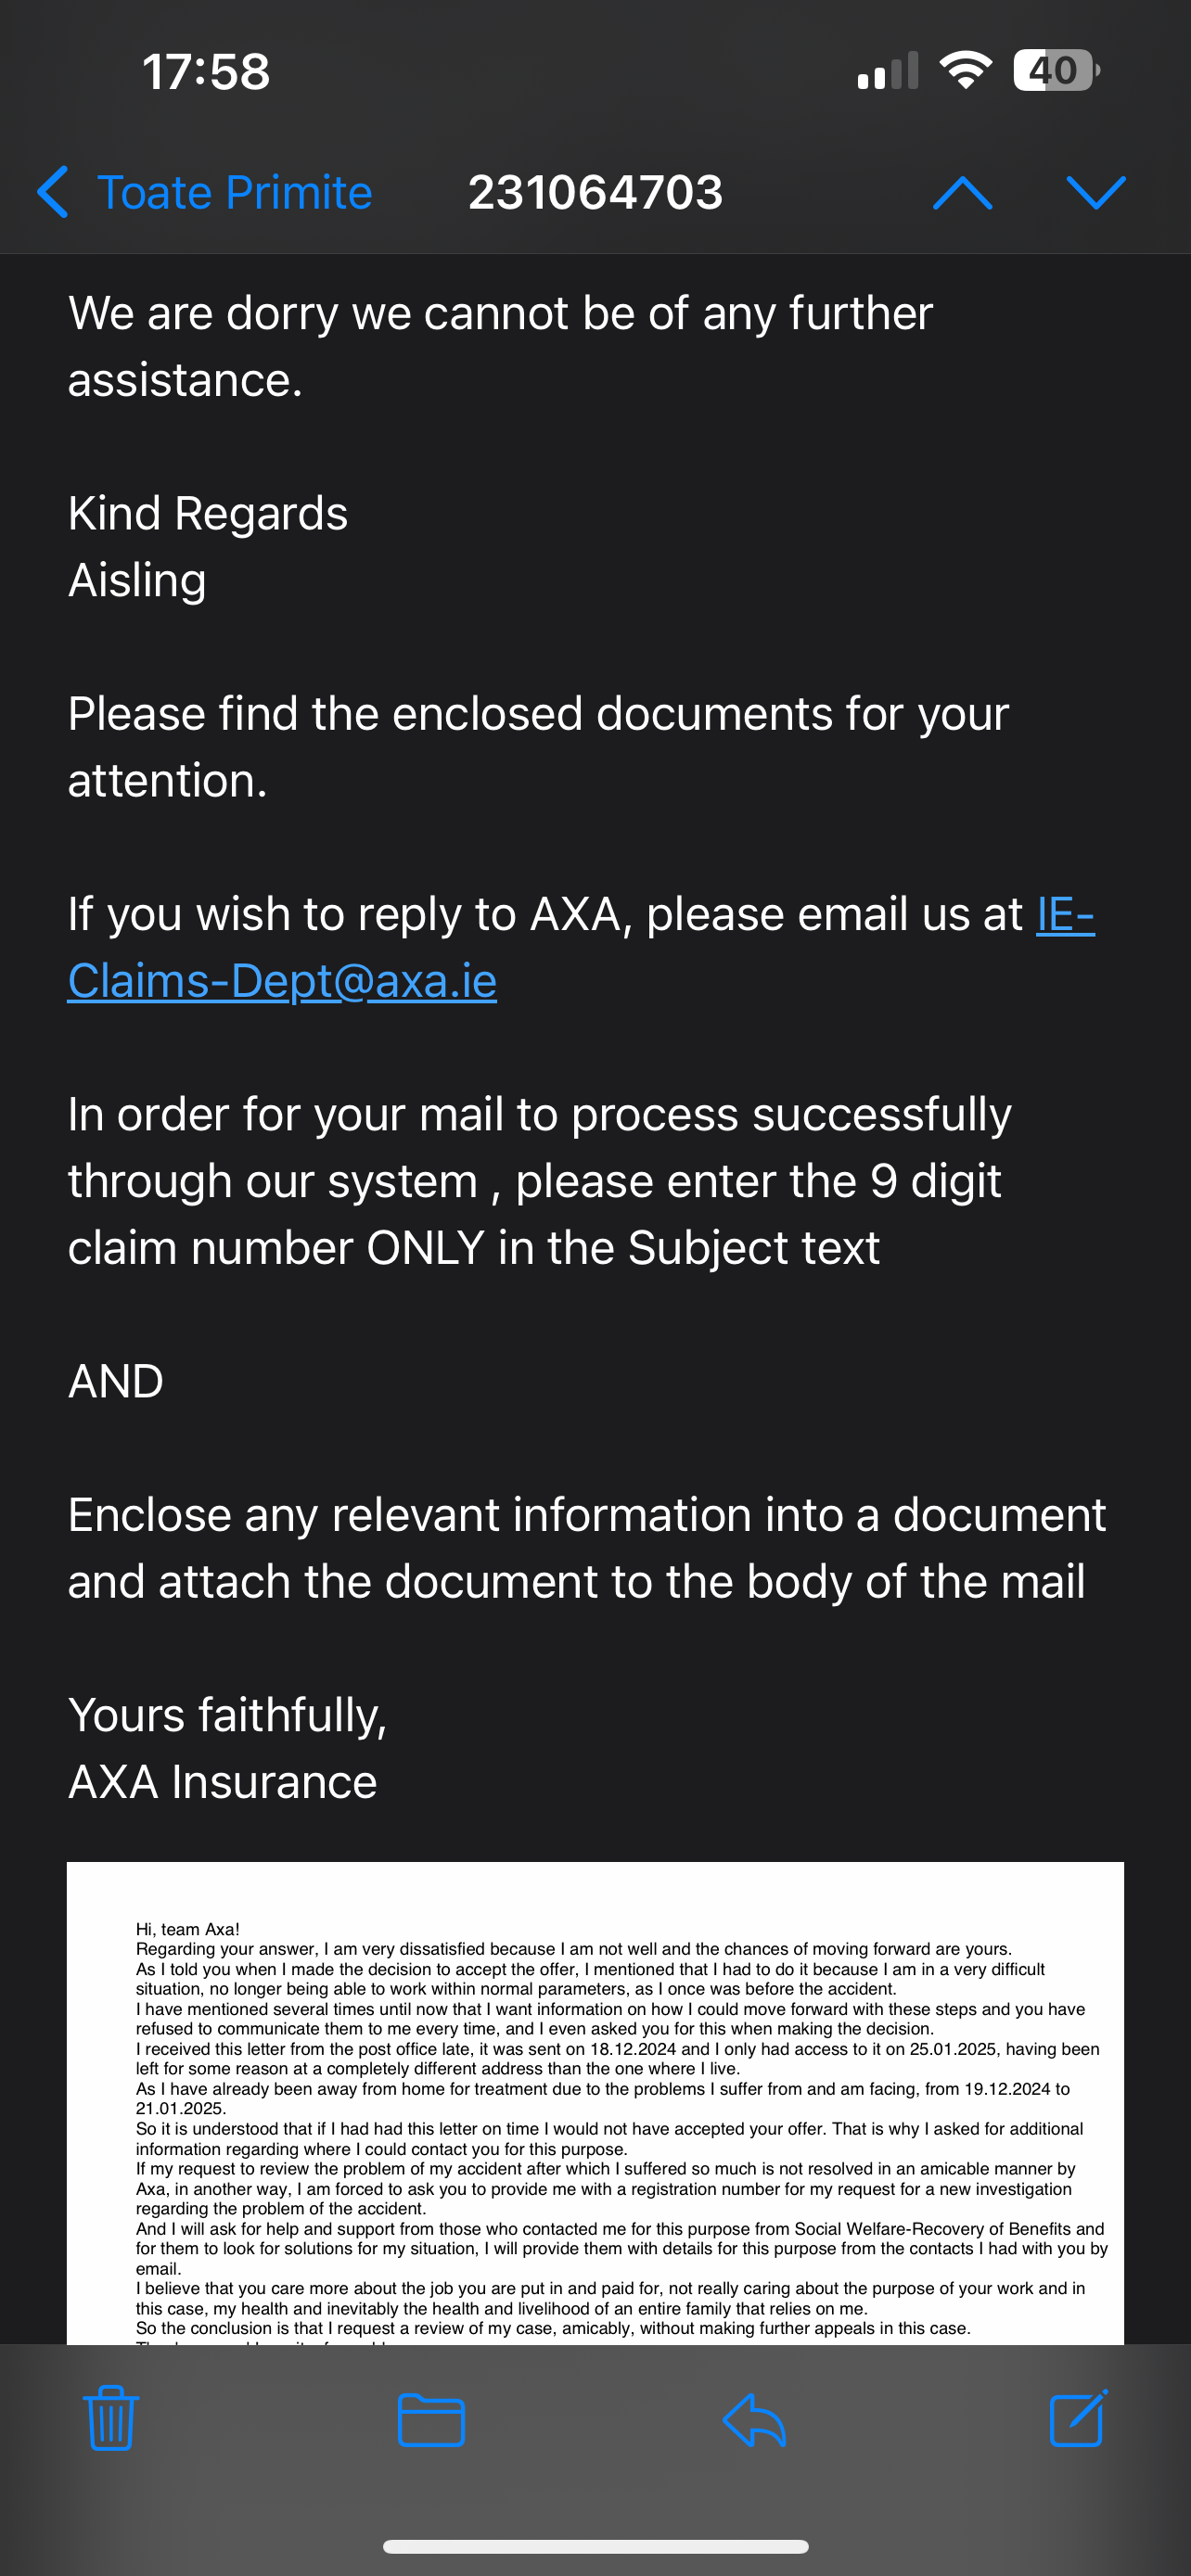 17:58
40
Toate Primite
231064703
We are dorry we cannot be of any further
assistance.
Kind Regards
Aisling
Please find the enclosed documents for your
attention.
If you wish to reply to AXA, please email us at IE-
Claims-Dept@axa.ie
In order for your mail to process successfully
through our system , please enter the 9 digit
claim number ONLY in the Subject text
AND
Enclose any relevant information into a document
and attach the document to the body of the mail
Yours faithfully,
AXA Insurance
Hi, team Axa!
Regarding your answer, I am very dissatisfied because I am not well and the chances of moving forward are yours.
As I told you when I made the decision to accept the offer, I mentioned that I had to do it because I am in a very difficult
situation, no longer being able to work within normal parameters, as I once was before the accident.
I have mentioned several times until now that I want information on how I could move forward with these steps and you have
refused to communicate them to me every time, and I even asked you for this when making the decision.
I received this letter from the post office late, it was sent on 18.12.2024 and I only had access to it on 25.01.2025, having been
left for some reason at a completely different address than the one where I live.
As I have already been away from home for treatment due to the problems I suffer from and am facing, from 19.12.2024 to
21.01.2025.
So it is understood that if I had had this letter on time I would not have accepted your offer. That is why I asked for additional
information regarding where I could contact you for this purpose.
If my request to review the problem of my accident after which I suffered so much is not resolved in an amicable manner by
Axa, in another way, I am forced to ask you to provide me with a registration number for my request for a new investigation
regarding the problem of the accident.
And I will ask for help and support from those who contacted me for this purpose from Social Welfare-Recovery of Benefits and
for them to look for solutions for my situation, I will provide them with details for this purpose from the contacts I had with you by
email.
I believe that you care more about the job you are put in and paid for, not really caring about the purpose of your work and in
this case, my health and inevitably the health and livelihood of an entire family that relies on me.
So the conclusion is that I request a review of my case, amicably, without making further appeals in this case.